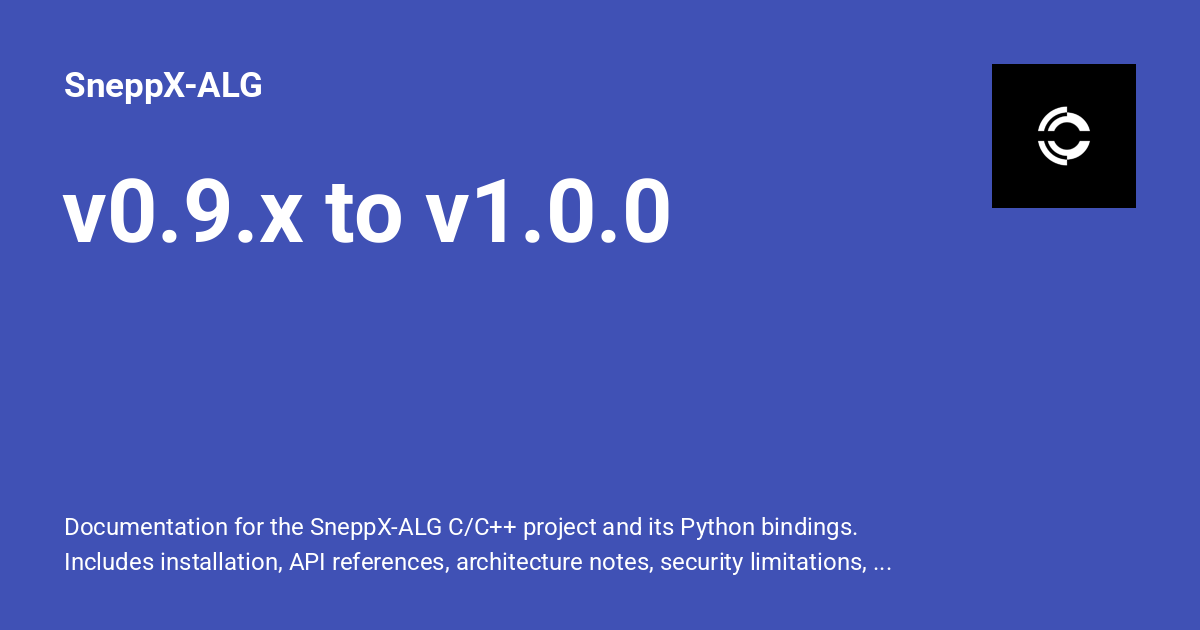 SneppX-ALG
v0.9.x to v1.0.0
Documentation for the SneppX-ALG C/C++ project and its Python bindings.
Includes installation, API references, architecture notes, security limitations, ...